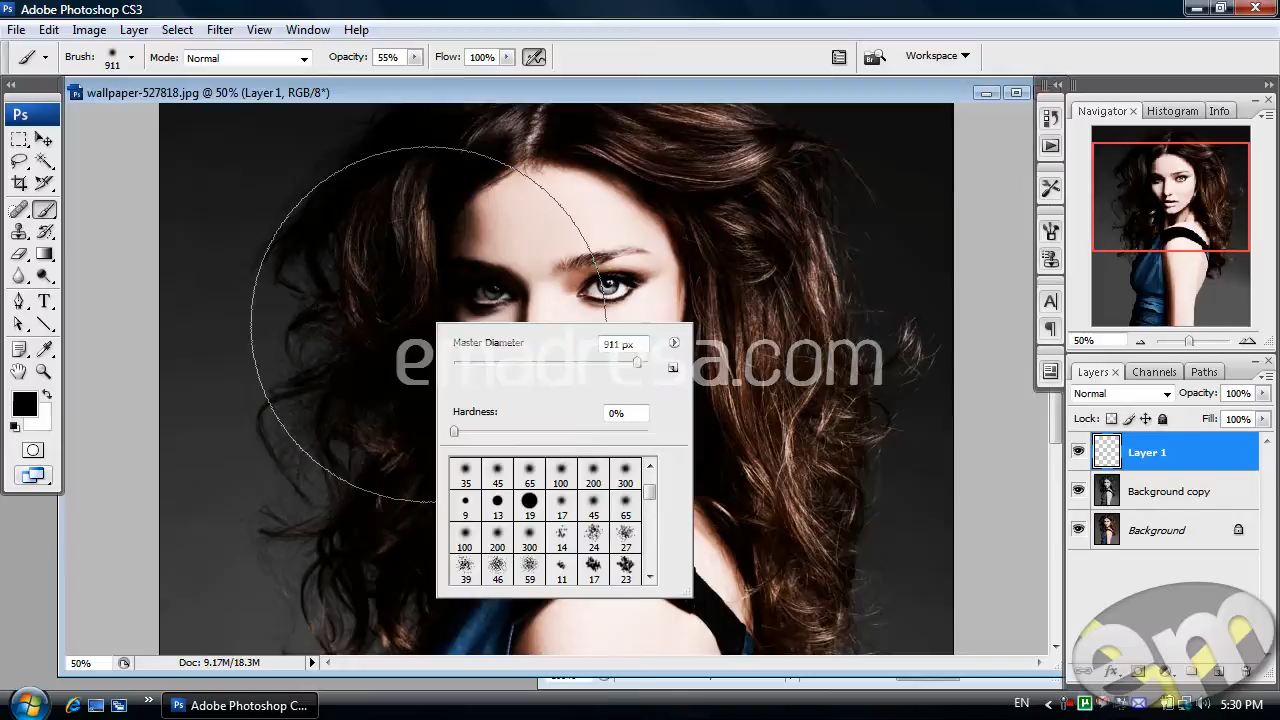 Adobe Photoshop CS3
File Edit Image Layer Select Filter View Window Help
Brush: 911 Mode: Normal Opacity: 55% Flow: 100% Workspace
wallpaper-527818.jpg @ 50% (Layer 1, RGB/8*)
Ps
Navigator Histogram Info
50%
Layers Channels Paths
Normal Opacity: 100%
Lock: Fill: 100%
Layer 1
Background copy
Background
Master Diameter 911 px
emadresa.com
Hardness: 0%
35 45 65 100 200 300
9 13 19 17 45 65
100 200 300 14 24 27
39 46 59 11 17 23
50% Doc: 9.17M/18.3M
em
Adobe Photoshop C...
EN 5:30 PM